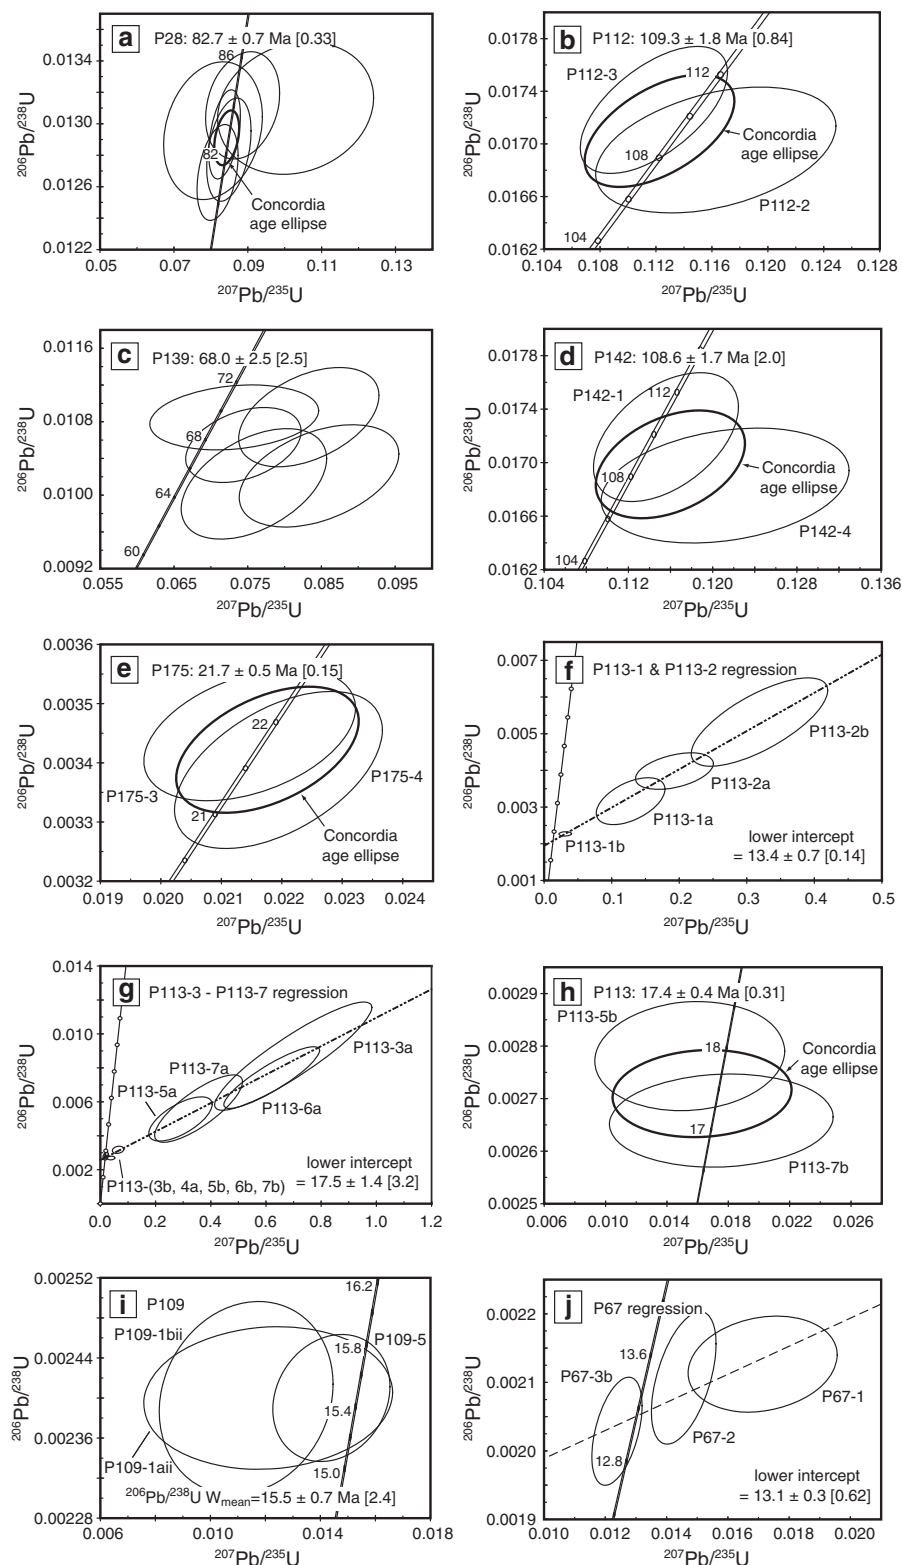 a P28: 82.7 ± 0.7 Ma [0.33]
0.0134
0.0130
0.0126
0.0122
86
82
Concordia
age ellipse
0.05 0.07 0.09 0.11 0.13
206Pb/238U
207Pb/235U
b P112: 109.3 ± 1.8 Ma [0.84]
0.0178
0.0174
0.0170
0.0166
0.0162
P112-3
112
108
104
Concordia
age ellipse
P112-2
0.104 0.108 0.112 0.116 0.120 0.124 0.128
206Pb/238U
207Pb/235U
c P139: 68.0 ± 2.5 [2.5]
0.0116
0.0108
0.0100
0.0092
72
68
64
60
0.055 0.065 0.075 0.085 0.095
206Pb/238U
207Pb/235U
d P142: 108.6 ± 1.7 Ma [2.0]
0.0178
0.0174
0.0170
0.0166
0.0162
P142-1
112
108
104
Concordia
age ellipse
P142-4
0.104 0.112 0.120 0.128 0.136
206Pb/238U
207Pb/235U
e P175: 21.7 ± 0.5 Ma [0.15]
0.0036
0.0035
0.0034
0.0033
0.0032
22
21
P175-3
P175-4
Concordia
age ellipse
0.019 0.020 0.021 0.022 0.023 0.024
206Pb/238U
207Pb/235U
f P113-1 & P113-2 regression
0.007
0.005
0.003
0.001
P113-2b
P113-2a
P113-1a
P113-1b
lower intercept
= 13.4 ± 0.7 [0.14]
0.0 0.1 0.2 0.3 0.4 0.5
206Pb/238U
207Pb/235U
g P113-3 - P113-7 regression
0.014
0.010
0.006
0.002
P113-7a
P113-3a
P113-5a
P113-6a
P113-(3b, 4a, 5b, 6b, 7b)
lower intercept
= 17.5 ± 1.4 [3.2]
0.0 0.2 0.4 0.6 0.8 1.0 1.2
206Pb/238U
207Pb/235U
h P113: 17.4 ± 0.4 Ma [0.31]
0.0029
0.0028
0.0027
0.0026
0.0025
P113-5b
18
17
Concordia
age ellipse
P113-7b
0.006 0.010 0.014 0.018 0.022 0.026
206Pb/238U
207Pb/235U
i P109
0.00252
0.00244
0.00236
0.00228
P109-1bii
16.2
P109-5
15.8
15.4
15.0
P109-1aii
206Pb/238U Wmean=15.5 ± 0.7 Ma [2.4]
0.006 0.010 0.014 0.018
206Pb/238U
207Pb/235U
j P67 regression
0.0022
0.0021
0.0020
0.0019
13.6
12.8
P67-3b
P67-1
P67-2
lower intercept
= 13.1 ± 0.3 [0.62]
0.010 0.012 0.014 0.016 0.018 0.020
206Pb/238U
207Pb/235U